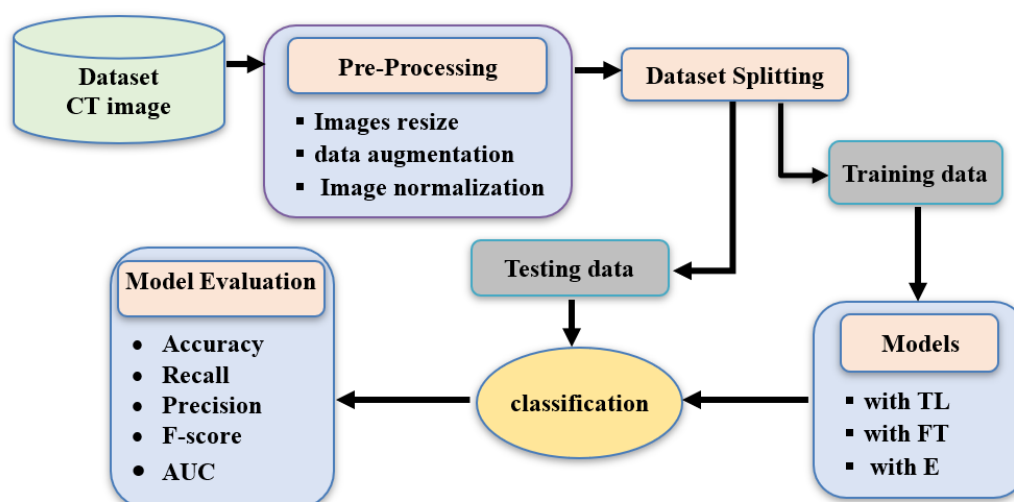 Dataset
CT image
Pre-Processing
▪ Images resize
▪ data augmentation
▪ Image normalization
Dataset Splitting
Training data
Testing data
Models
▪ with TL
▪ with FT
▪ with E
classification
Model Evaluation
• Accuracy
• Recall
• Precision
• F-score
• AUC